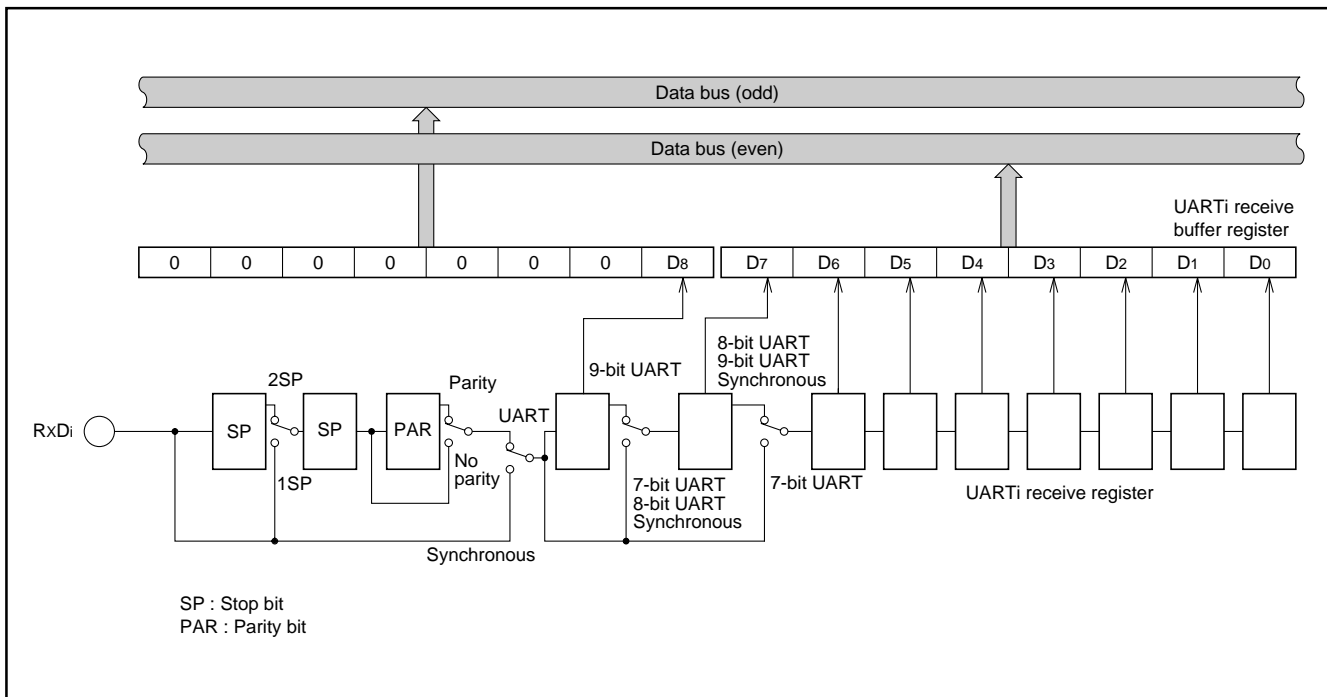 Data bus (odd)
Data bus (even)
UARTi receive
buffer register
0 0 0 0 0 0 0 D8 D7 D6 D5 D4 D3 D2 D1 D0
8-bit UART
9-bit UART
Synchronous
9-bit UART
2SP
Parity
UART
RXDi
SP
SP
PAR
1SP
No
parity
7-bit UART
8-bit UART
Synchronous
7-bit UART
UARTi receive register
Synchronous
SP : Stop bit
PAR : Parity bit